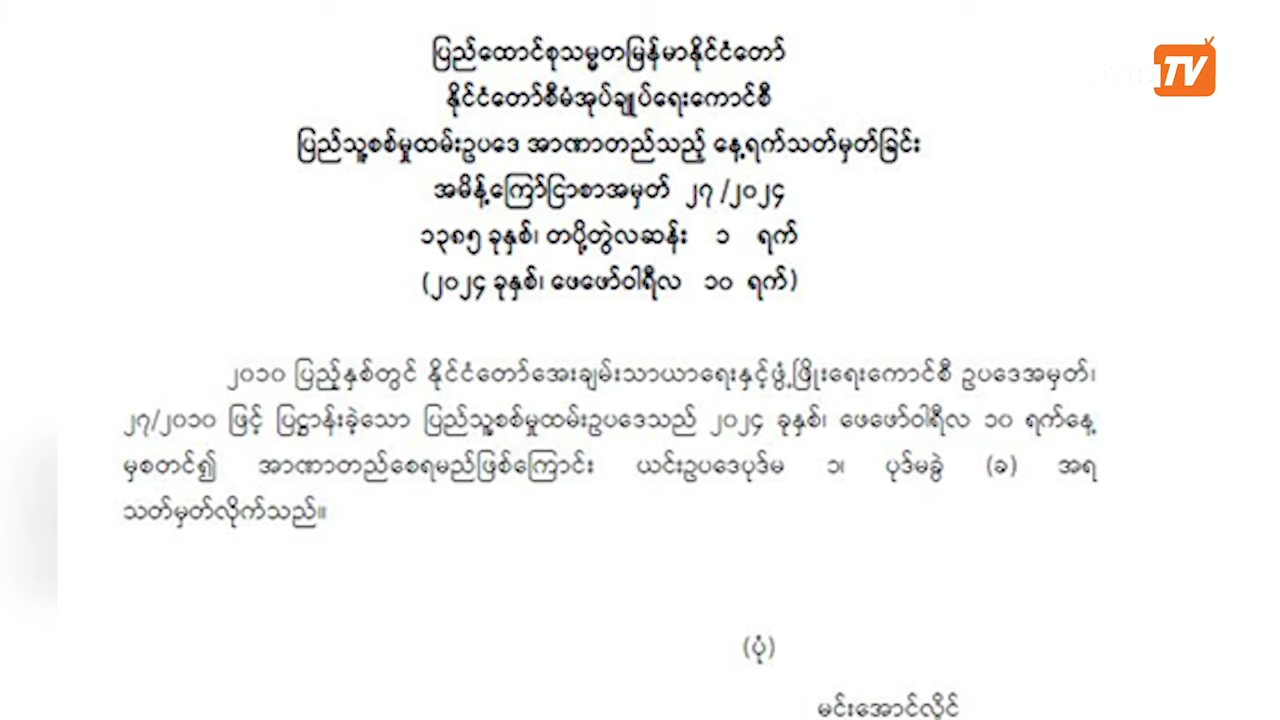 TV
ပြည်ထောင်စုသမ္မတမြန်မာနိုင်ငံတော်
နိုင်ငံတော်စီမံအုပ်ချုပ်ရေးကောင်စီ
ပြည်သူ့စစ်မှုထမ်းဥပဒေ အာဏာတည်သည့် နေ့ရက်သတ်မှတ်ခြင်း
အမိန့်ကြော်ငြာစာအမှတ် ၂၇ /၂၀၂၄
၁၃၈၅ ခုနှစ်၊ တပို့တွဲလဆန်း ၁ ရက်
(၂၀၂၄ ခုနှစ်၊ ဖေဖော်ဝါရီလ ၁၀ ရက်)
၂၀၁၀ ပြည့်နှစ်တွင် နိုင်ငံတော်အေးချမ်းသာယာရေးနှင့်ဖွံ့ဖြိုးရေးကောင်စီ ဥပဒေအမှတ်၊
၂၇/၂၀၁၀ ဖြင့် ပြဋ္ဌာန်းခဲ့သော ပြည်သူ့စစ်မှုထမ်းဥပဒေသည် ၂၀၂၄ ခုနှစ်၊ ဖေဖော်ဝါရီလ ၁၀ ရက်နေ့
မှစတင်၍ အာဏာတည်စေရမည်ဖြစ်ကြောင်း ယင်းဥပဒေပုဒ်မ ၁၊ ပုဒ်မခွဲ (ခ) အရ
သတ်မှတ်လိုက်သည်။
(ပုံ)
မင်းအောင်လှိုင်